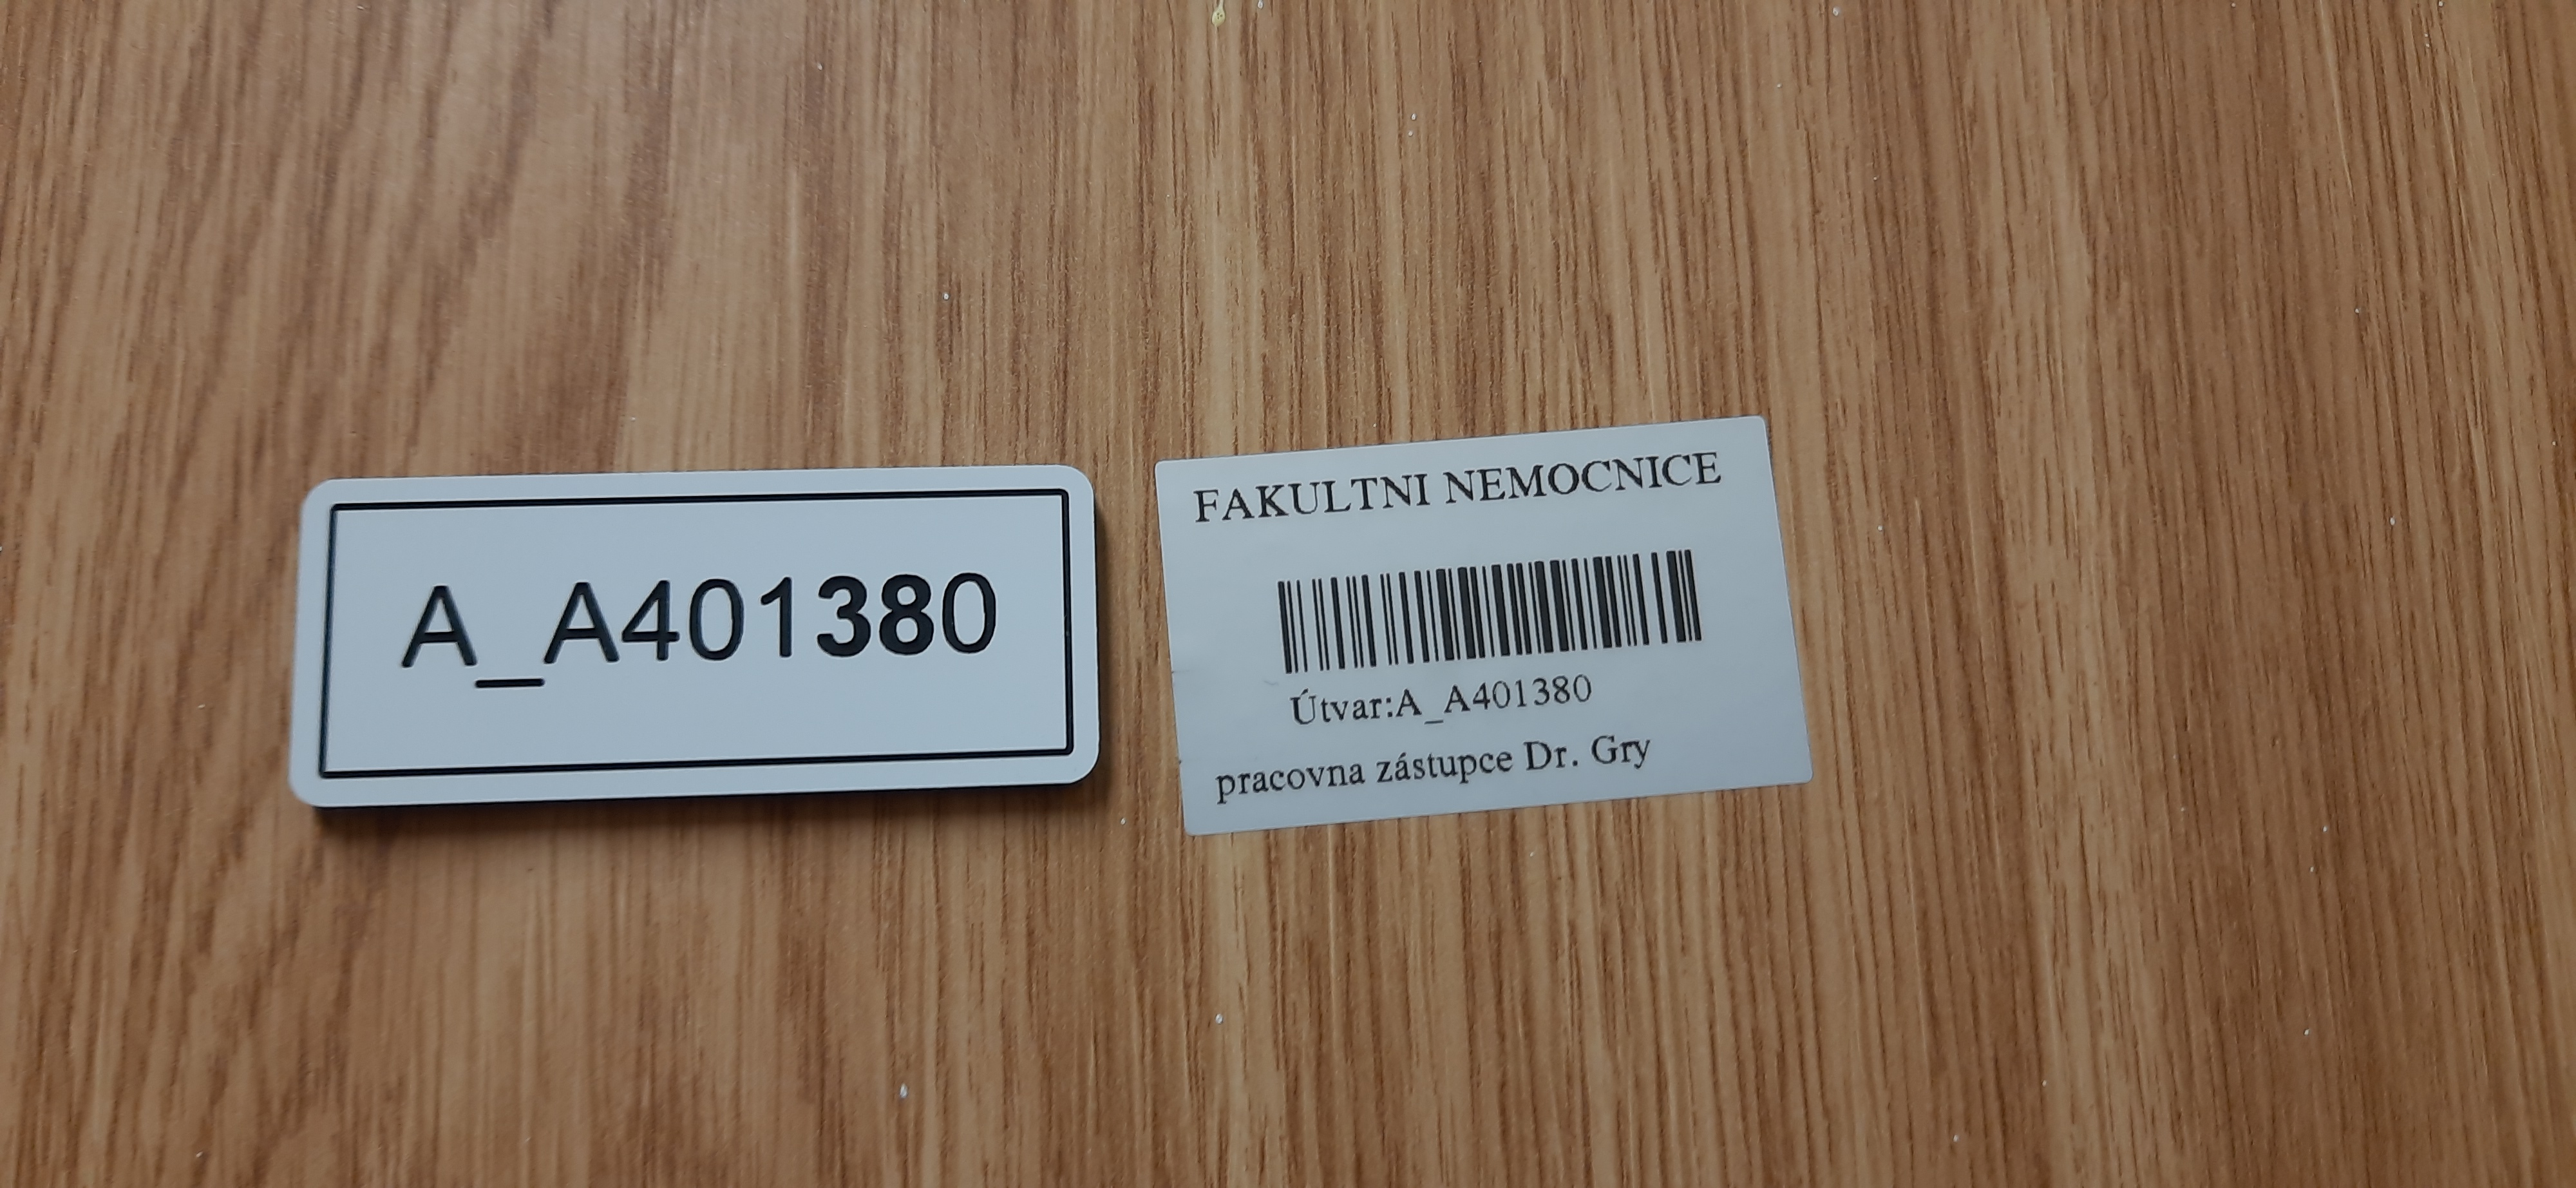 A_A401380
FAKULTNI NEMOCNICE
Útvar:A_A401380
pracovna zástupce Dr. Gry